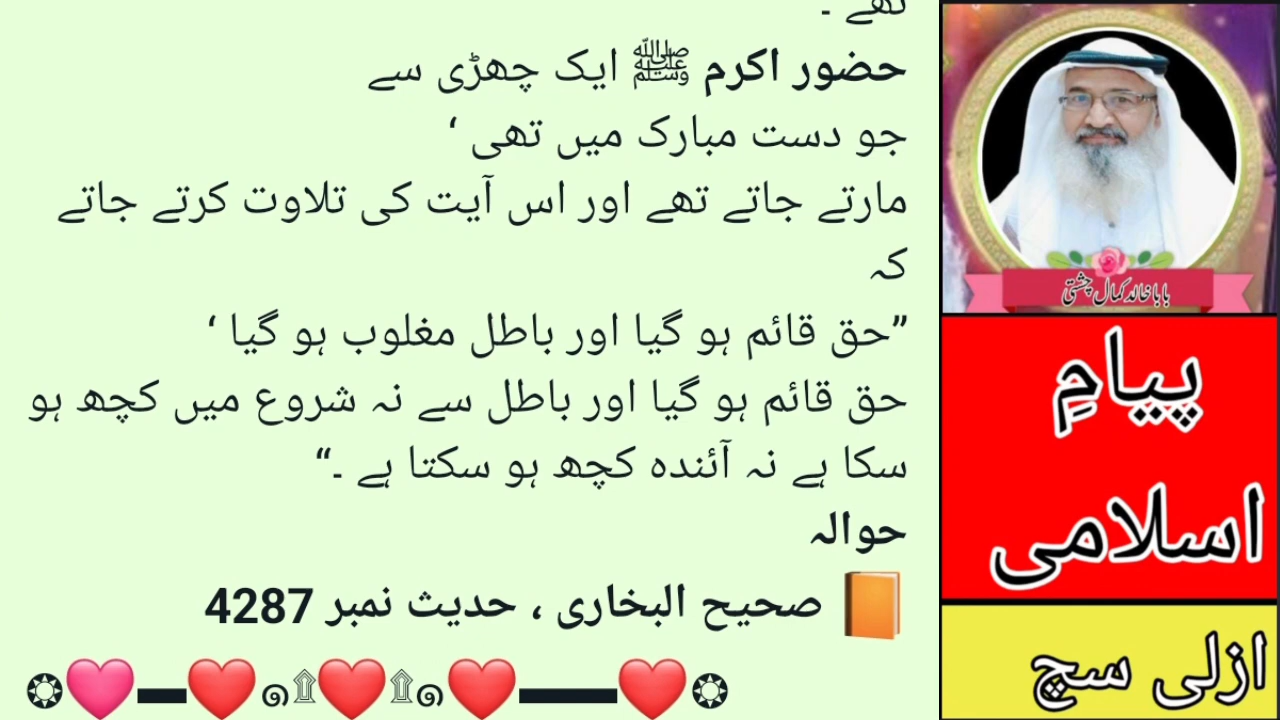 تھے ۔
حضور اکرم ﷺ ایک چھڑی سے
جو دست مبارک میں تھی ‘
مارتے جاتے تھے اور اس آیت کی تلاوت کرتے جاتے
کہ
”حق قائم ہو گیا اور باطل مغلوب ہو گیا ‘
حق قائم ہو گیا اور باطل سے نہ شروع میں کچھ ہو
سکا ہے نہ آئندہ کچھ ہو سکتا ہے ۔“
حوالہ
صحیح البخاری ، حدیث نمبر 4287
بابا خالد کمال چشتی
پیامِ
اسلامی
ازلی سچ